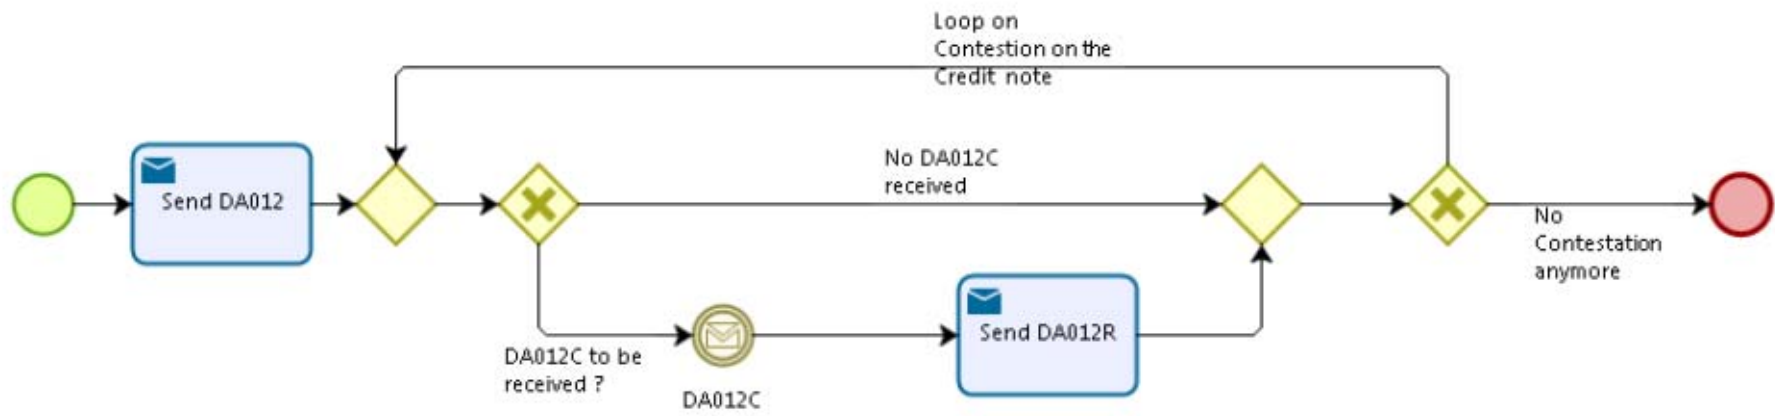 Loop on
Contestion on the
Credit note
Send DA012
No DA012C
received
No
Contestation
anymore
DA012C to be
received ?
DA012C
Send DA012R